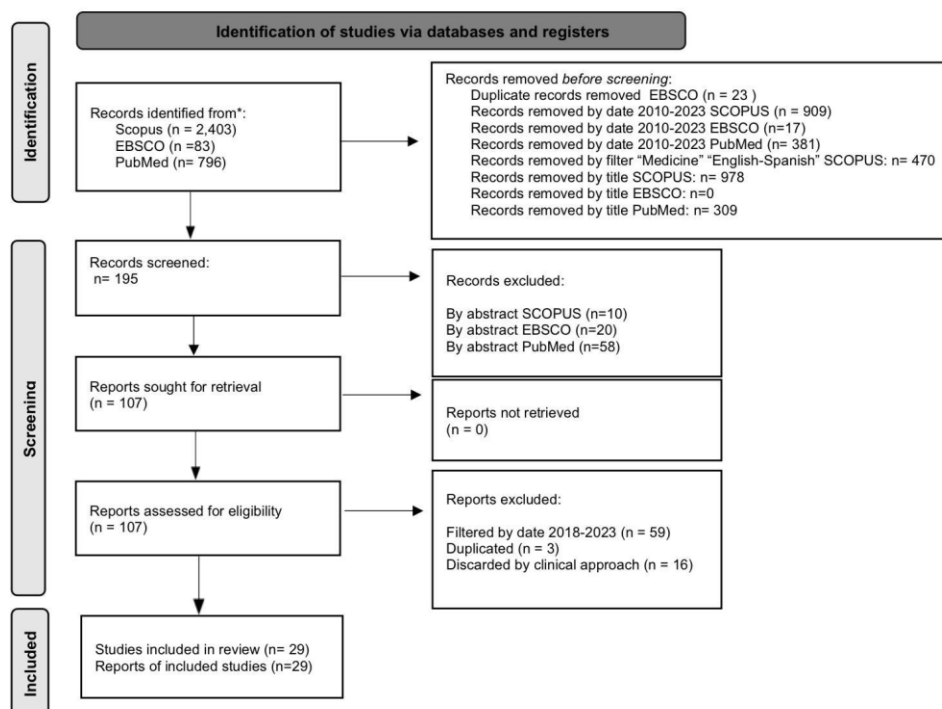 Identification of studies via databases and registers
Identification
Records identified from*:
Scopus (n = 2,403)
EBSCO (n =83)
PubMed (n= 796)
Records removed before screening:
Duplicate records removed EBSCO (n = 23 )
Records removed by date 2010-2023 SCOPUS (n = 909)
Records removed by date 2010-2023 EBSCO (n=17)
Records removed by date 2010-2023 PubMed (n = 381)
Records removed by filter “Medicine” “English-Spanish” SCOPUS: n= 470
Records removed by title SCOPUS: n= 978
Records removed by title EBSCO: n=0
Records removed by title PubMed: n= 309
Screening
Records screened:
n= 195
Records excluded:
By abstract SCOPUS (n=10)
By abstract EBSCO (n=20)
By abstract PubMed (n=58)
Reports sought for retrieval
(n = 107)
Reports not retrieved
(n = 0)
Reports assessed for eligibility
(n = 107)
Reports excluded:
Filtered by date 2018-2023 (n = 59)
Duplicated (n = 3)
Discarded by clinical approach (n = 16)
Included
Studies included in review (n= 29)
Reports of included studies (n=29)